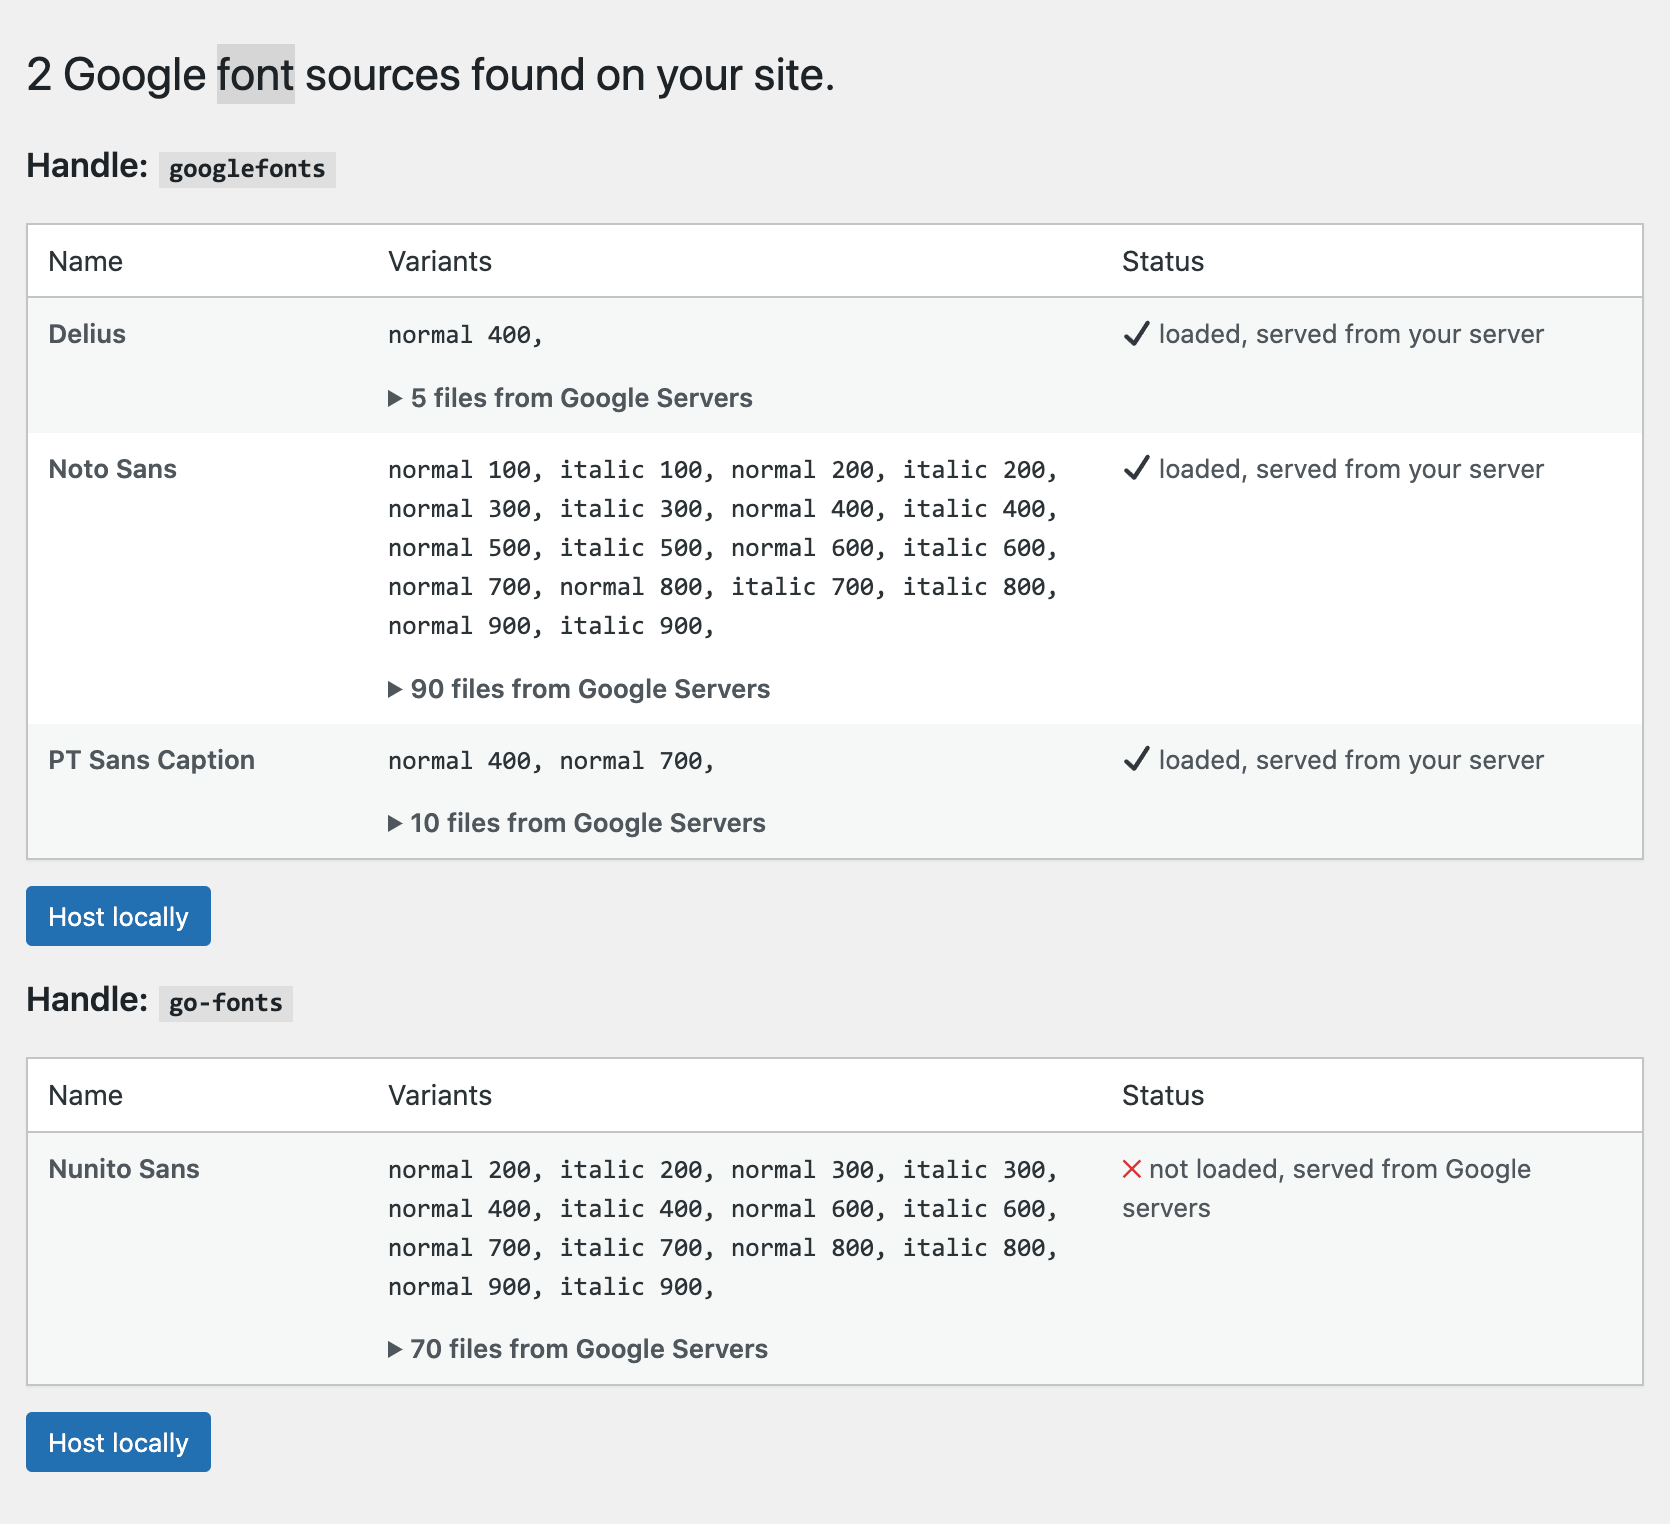 2 Google font sources found on your site.
Handle: googlefonts
Name Variants Status
Delius normal 400, ✓ loaded, served from your server
▶ 5 files from Google Servers
Noto Sans normal 100, italic 100, normal 200, italic 200, ✓ loaded, served from your server
normal 300, italic 300, normal 400, italic 400,
normal 500, italic 500, normal 600, italic 600,
normal 700, normal 800, italic 700, italic 800,
normal 900, italic 900,
▶ 90 files from Google Servers
PT Sans Caption normal 400, normal 700, ✓ loaded, served from your server
▶ 10 files from Google Servers
Host locally
Handle: go-fonts
Name Variants Status
Nunito Sans normal 200, italic 200, normal 300, italic 300, ✕ not loaded, served from Google
normal 400, italic 400, normal 600, italic 600, servers
normal 700, italic 700, normal 800, italic 800,
normal 900, italic 900,
▶ 70 files from Google Servers
Host locally